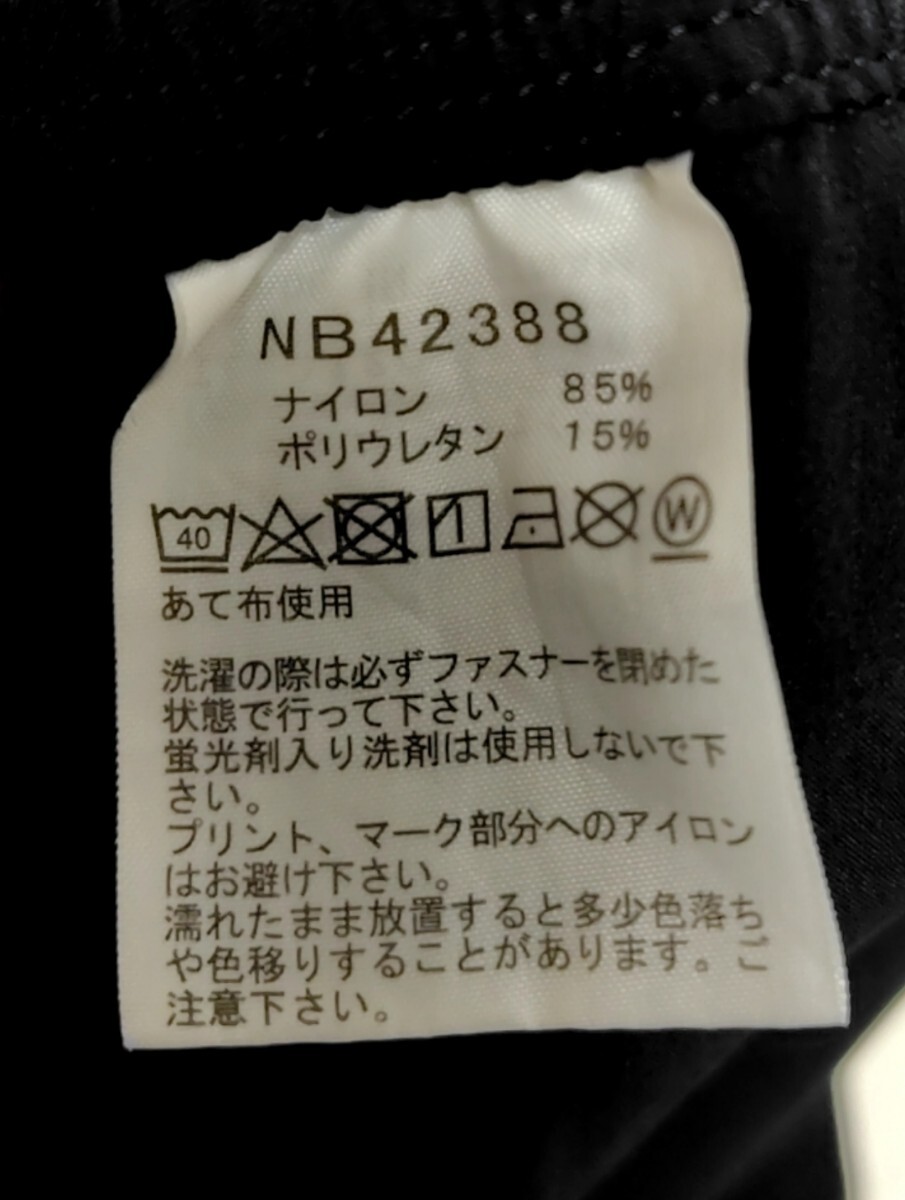 NB42388
ナイロン 85%
ポリウレタン 15%
40 W
あて布使用
洗濯の際は必ずファスナーを閉めた
状態で行って下さい。
蛍光剤入り洗剤は使用しないで下
さい。
プリント、マーク部分へのアイロン
はお避け下さい。
濡れたまま放置すると多少色落ち
や色移りすることがあります。ご
注意下さい。